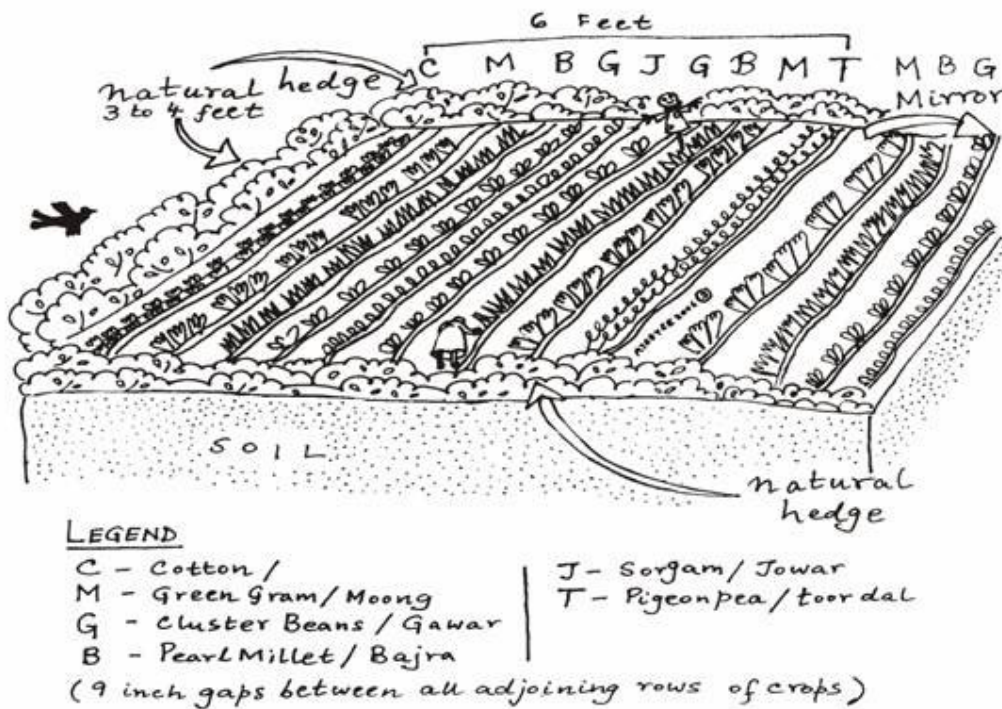 6 Feet
C M B G J G B M T M B G
Mirror
natural hedge
3 to 4 feet
SOIL
natural
hedge
LEGEND
C - Cotton /
M - Green Gram / Moong
G - Cluster Beans / Gawar
B - Pearl Millet / Bajra
J - Sorgam / Jowar
T - Pigeonpea / toor dal
(9 inch gaps between all adjoining rows of crops)